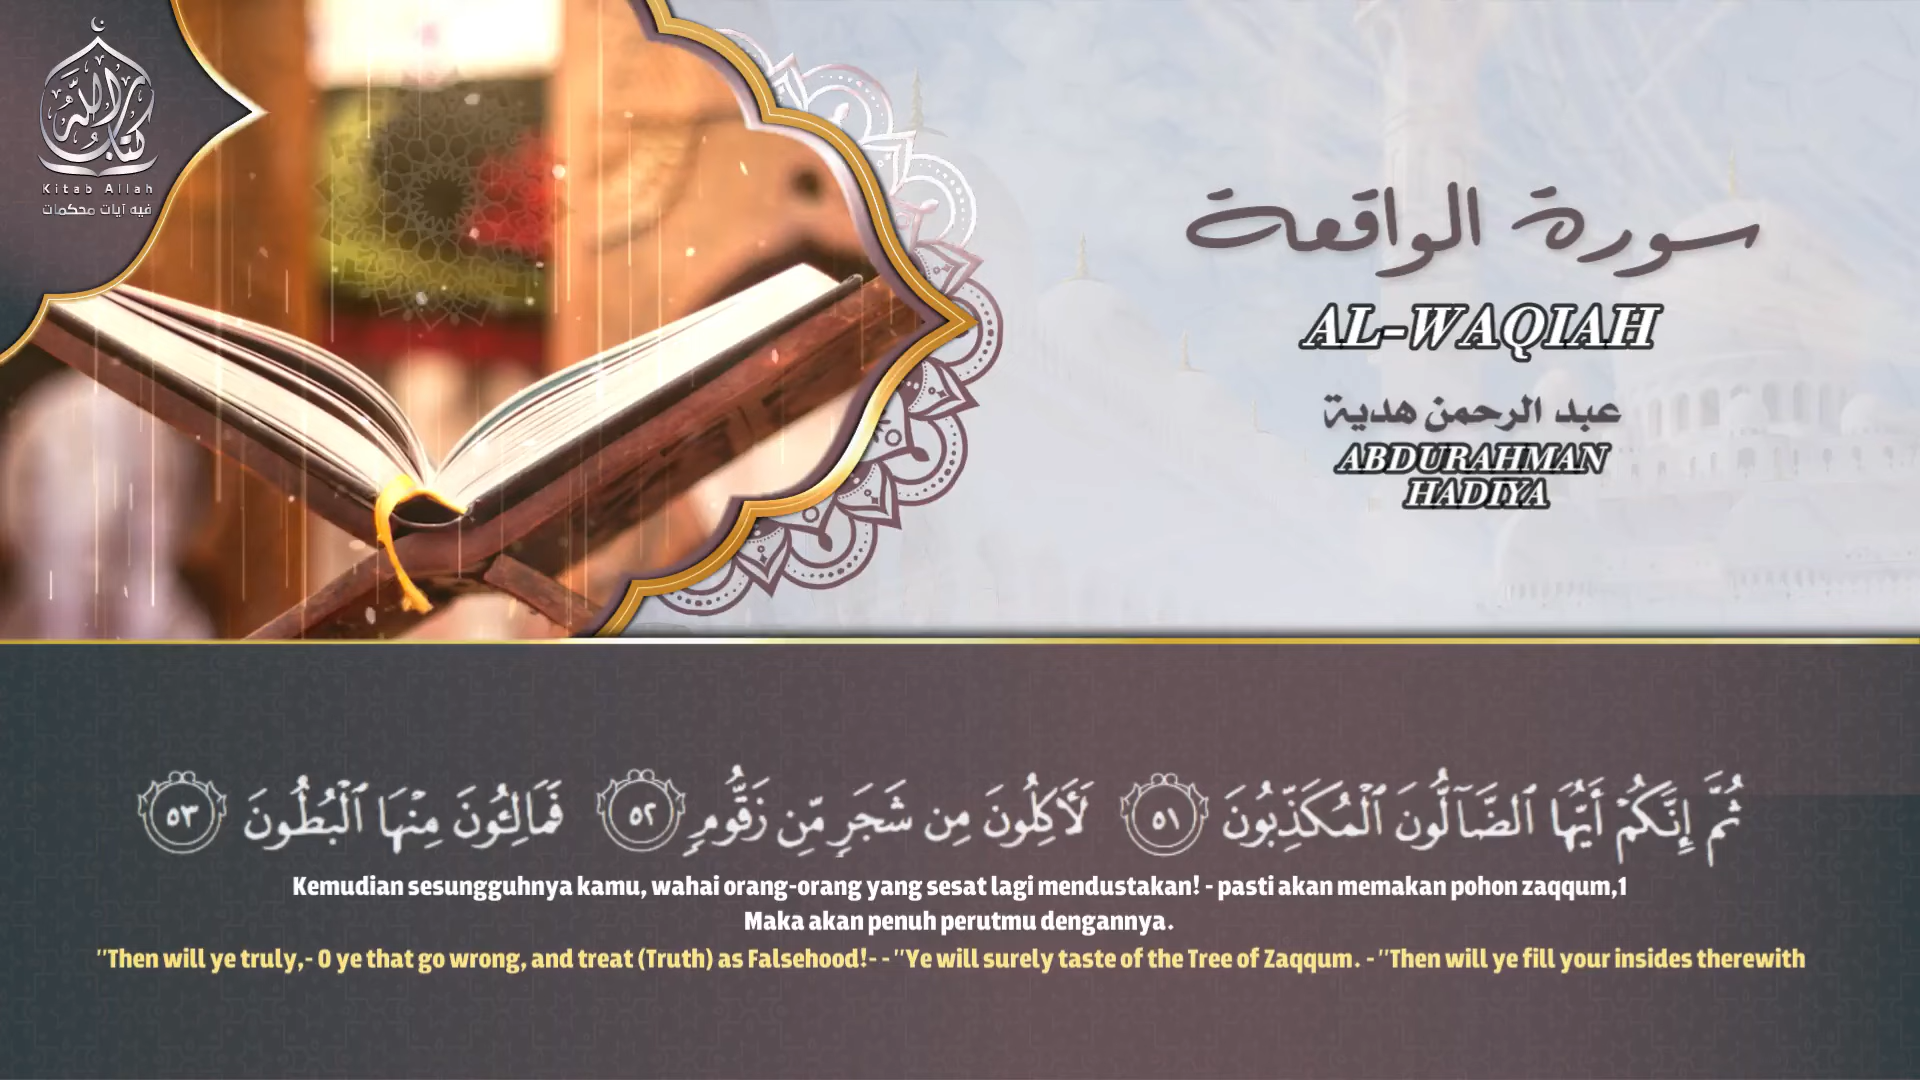 كتاب الله
Kitab Allah
فيه آيات محكمات
سورة الواقعة
AL-WAQIAH
عبد الرحمن هدية
ABDURAHMAN
HADIYA
ثُمَّ إِنَّكُمْ أَيُّهَا ٱلضَّآلُّونَ ٱلْمُكَذِّبُونَ ٥١ لَأٓكِلُونَ مِن شَجَرٍ مِّن زَقُّومٍ ٥٢ فَمَالِـُٔونَ مِنْهَا ٱلْبُطُونَ ٥٣
Kemudian sesungguhnya kamu, wahai orang-orang yang sesat lagi mendustakan! - pasti akan memakan pohon zaqqum,1
Maka akan penuh perutmu dengannya.
"Then will ye truly,- O ye that go wrong, and treat (Truth) as Falsehood!- - "Ye will surely taste of the Tree of Zaqqum. - "Then will ye fill your insides therewith